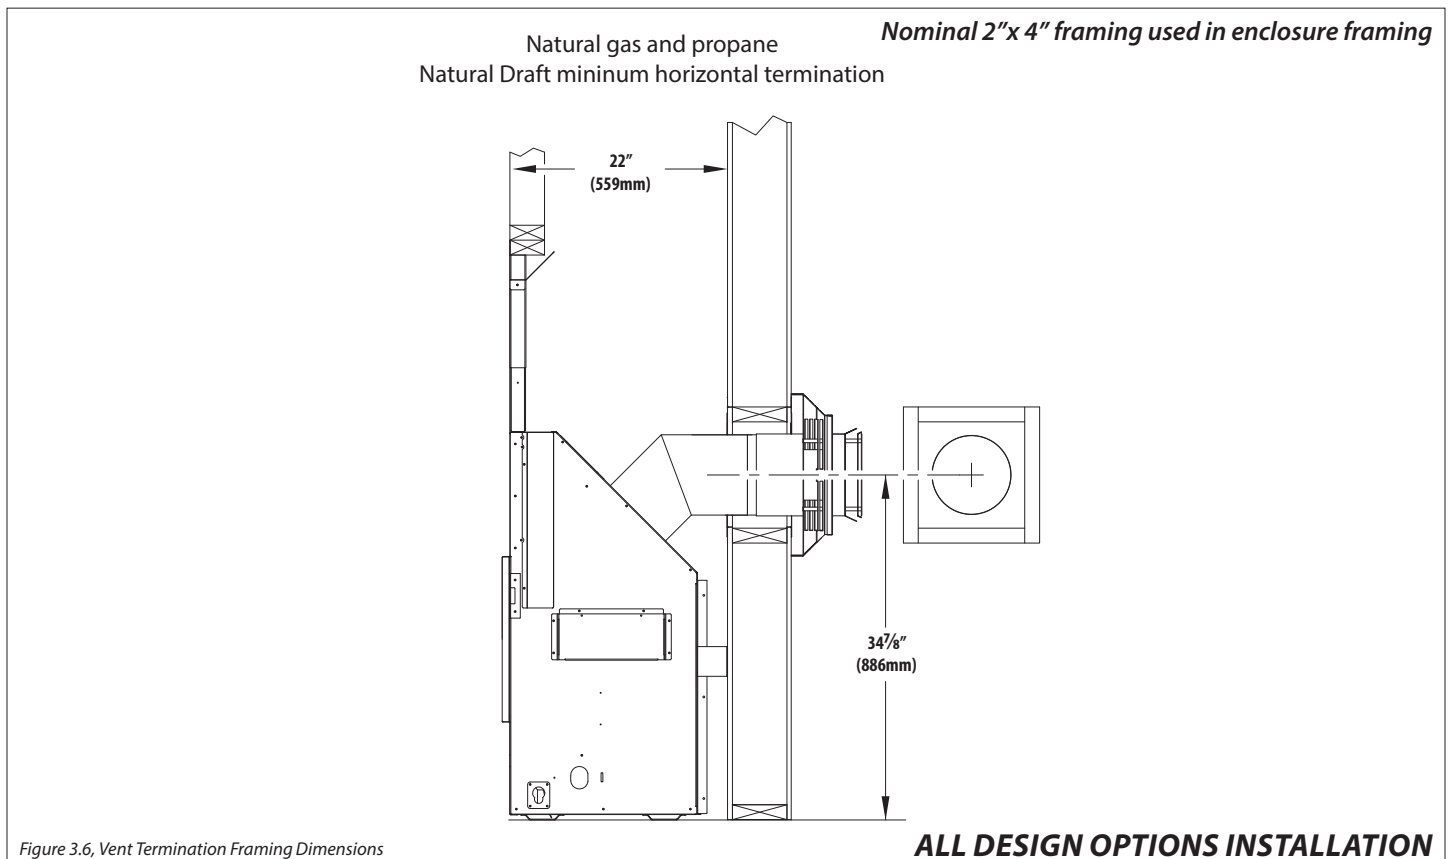 Nominal 2”x 4” framing used in enclosure framing
Natural gas and propane
Natural Draft mininum horizontal termination
22”
(559mm)
34⅞”
(886mm)
Figure 3.6, Vent Termination Framing Dimensions
ALL DESIGN OPTIONS INSTALLATION